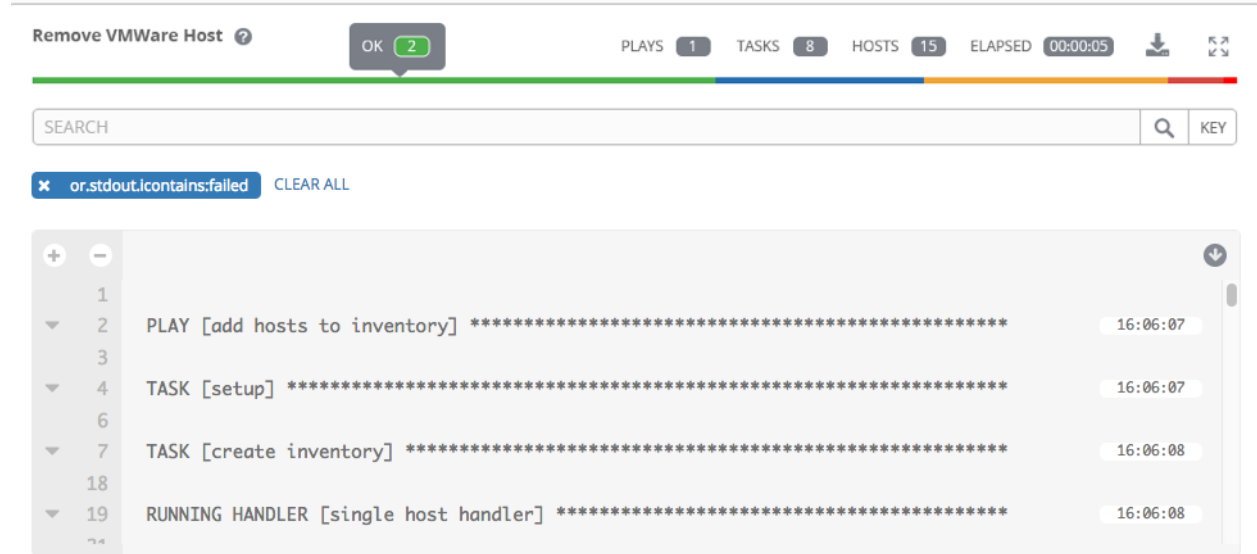 Remove VMWare Host ?
OK 2
PLAYS 1 TASKS 8 HOSTS 15 ELAPSED 00:00:05
SEARCH
KEY
× or.stdout.icontains:failed CLEAR ALL
+ −
1
2 PLAY [add hosts to inventory] ************************************************** 16:06:07
3
4 TASK [setup] ******************************************************************* 16:06:07
6
7 TASK [create inventory] ******************************************************** 16:06:08
18
19 RUNNING HANDLER [single host handler] ****************************************** 16:06:08